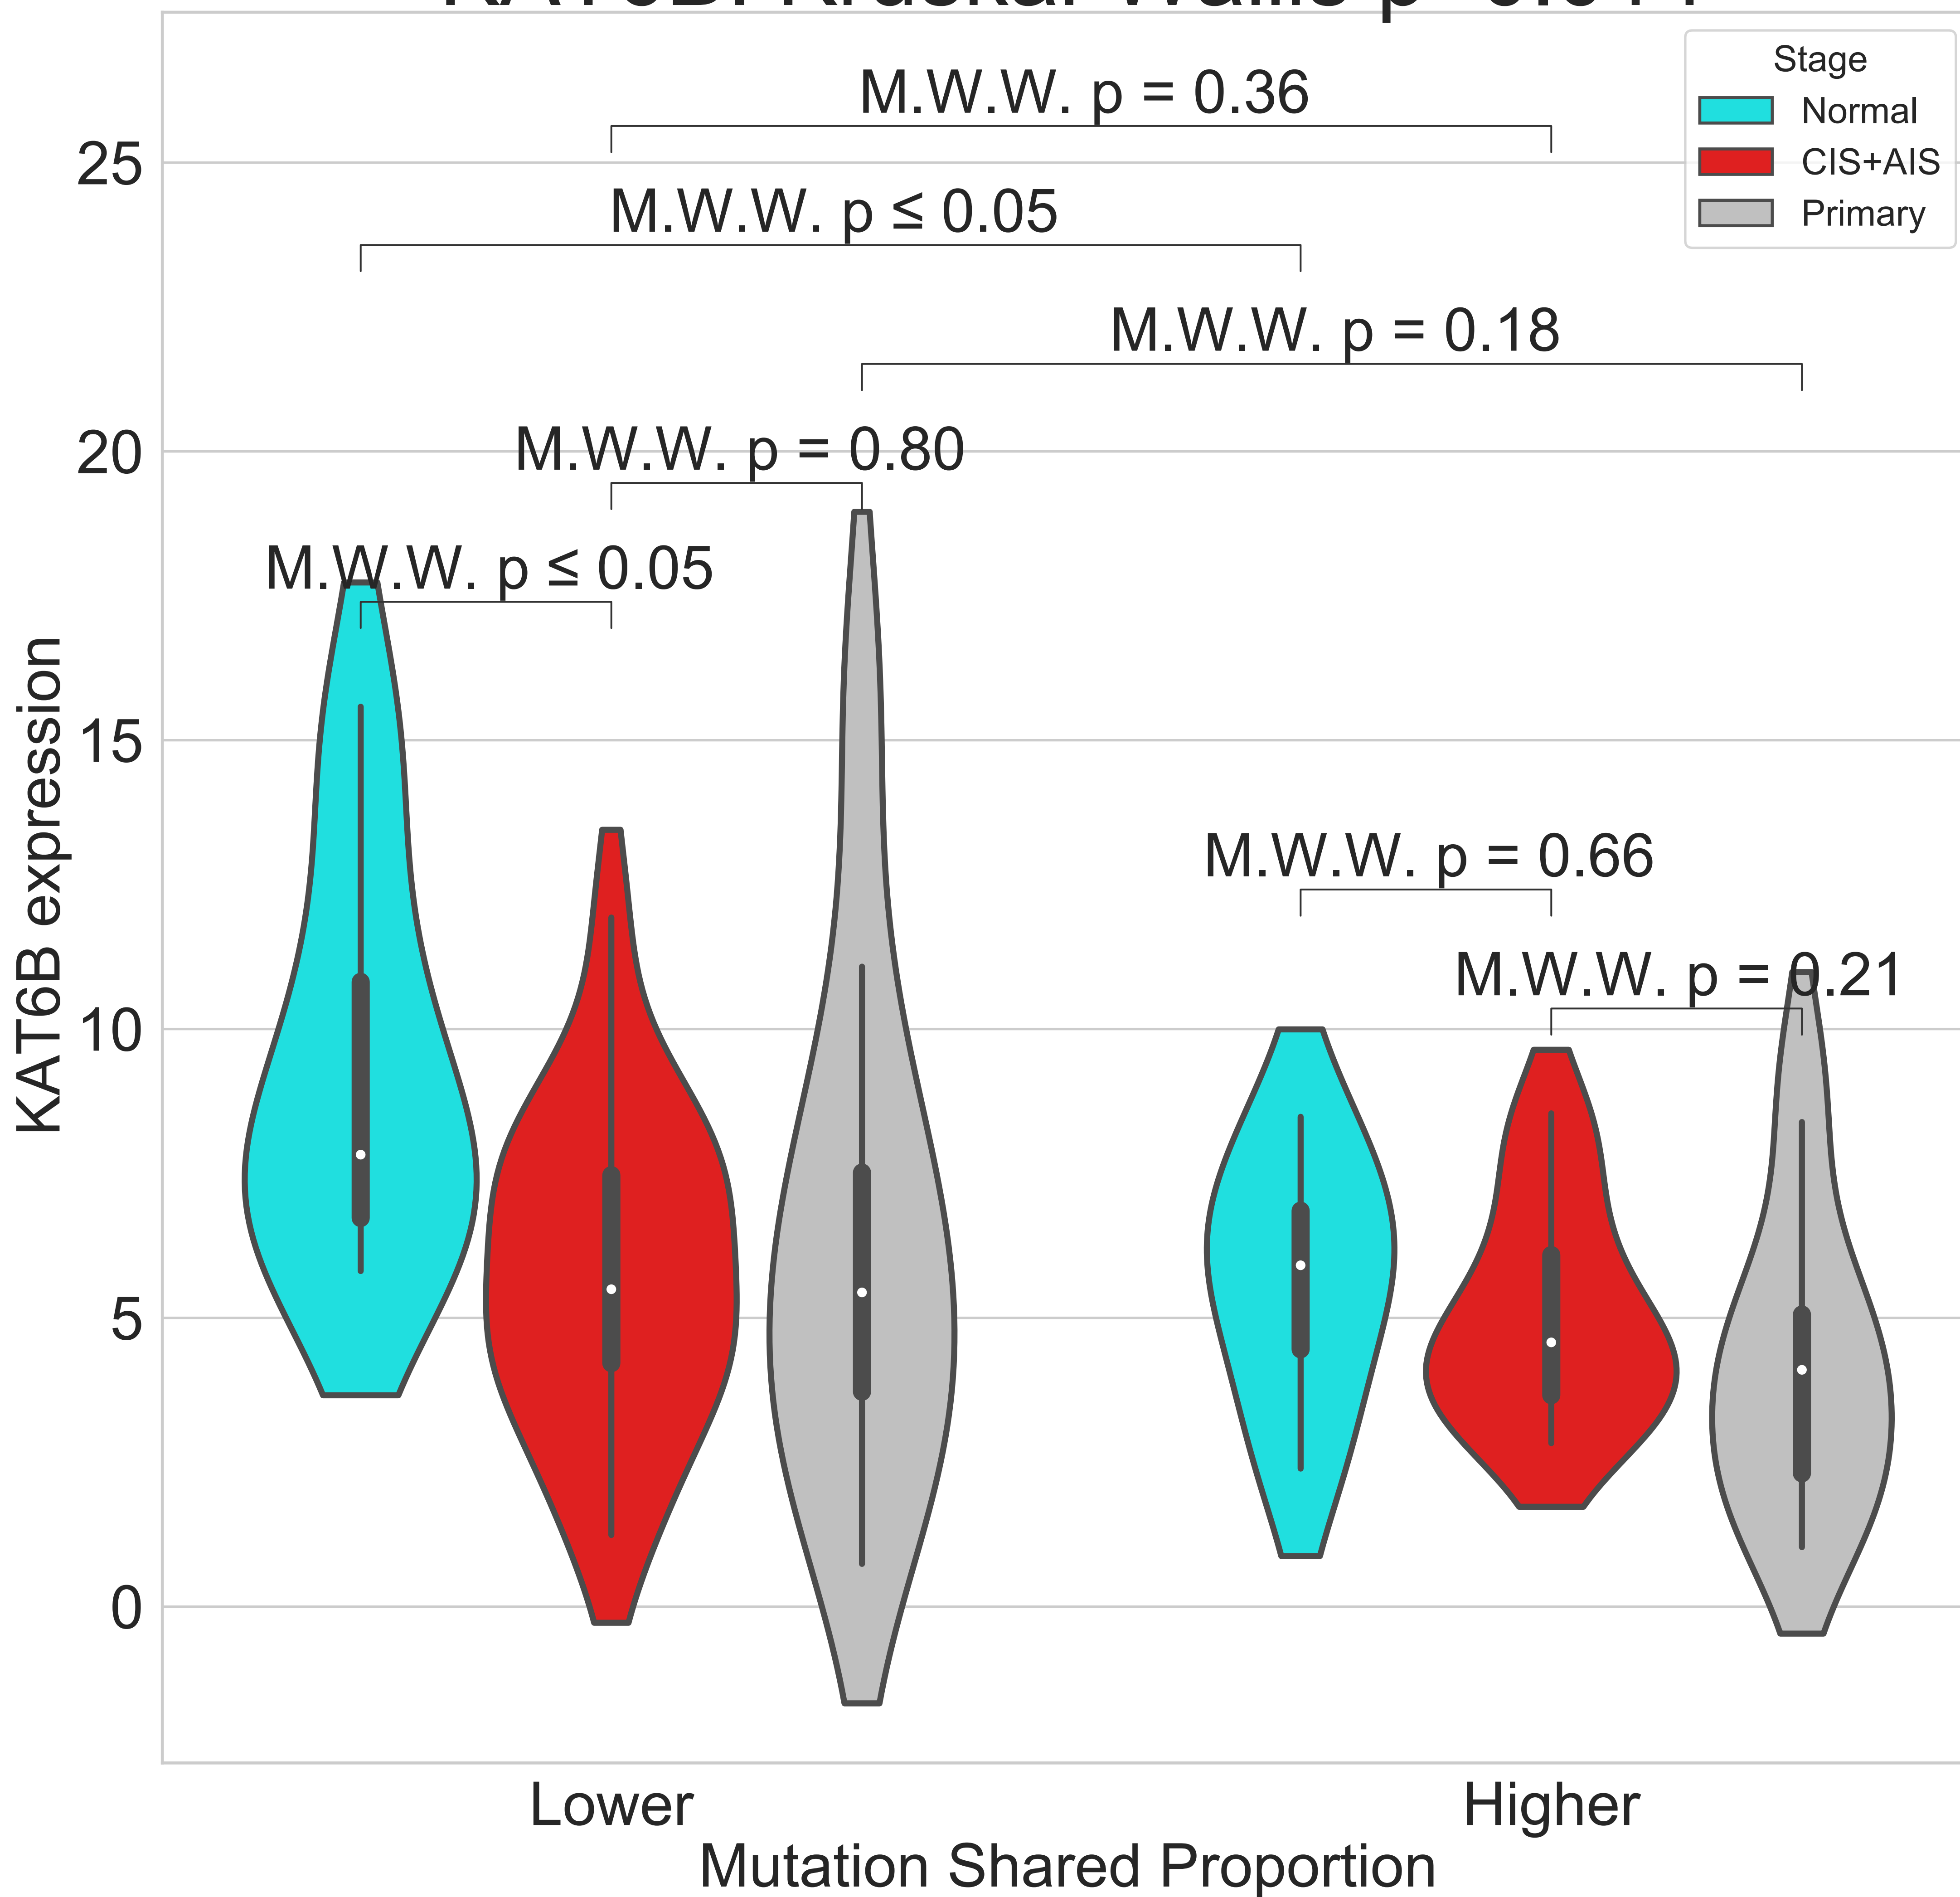 Stage
Normal
CIS+AIS
Primary
M.W.W. p = 0.36
M.W.W. p ≤ 0.05
M.W.W. p = 0.18
M.W.W. p = 0.80
M.W.W. p ≤ 0.05
M.W.W. p = 0.66
M.W.W. p = 0.21
25
20
15
10
5
0
KAT6B expression
Lower
Higher
Mutation Shared Proportion